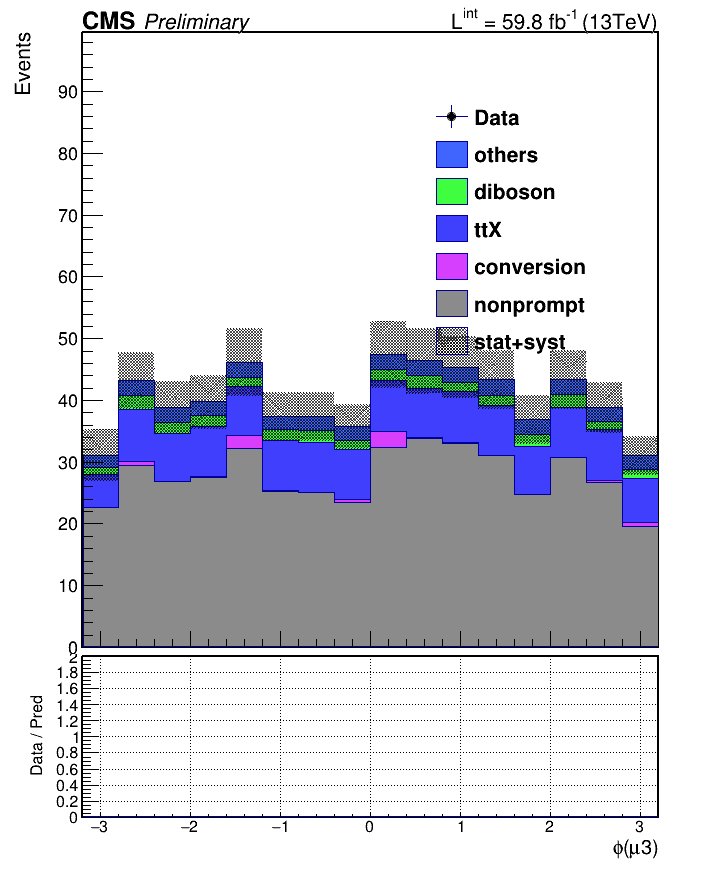 CMS Preliminary L^int = 59.8 fb^-1 (13TeV)
Events
Data
others
diboson
ttX
conversion
nonprompt
stat+syst
90
80
70
60
50
40
30
20
10
0
Data / Pred
2
1.8
1.6
1.4
1.2
1
0.8
0.6
0.4
0.2
0
−3 −2 −1 0 1 2 3
ϕ(μ3)